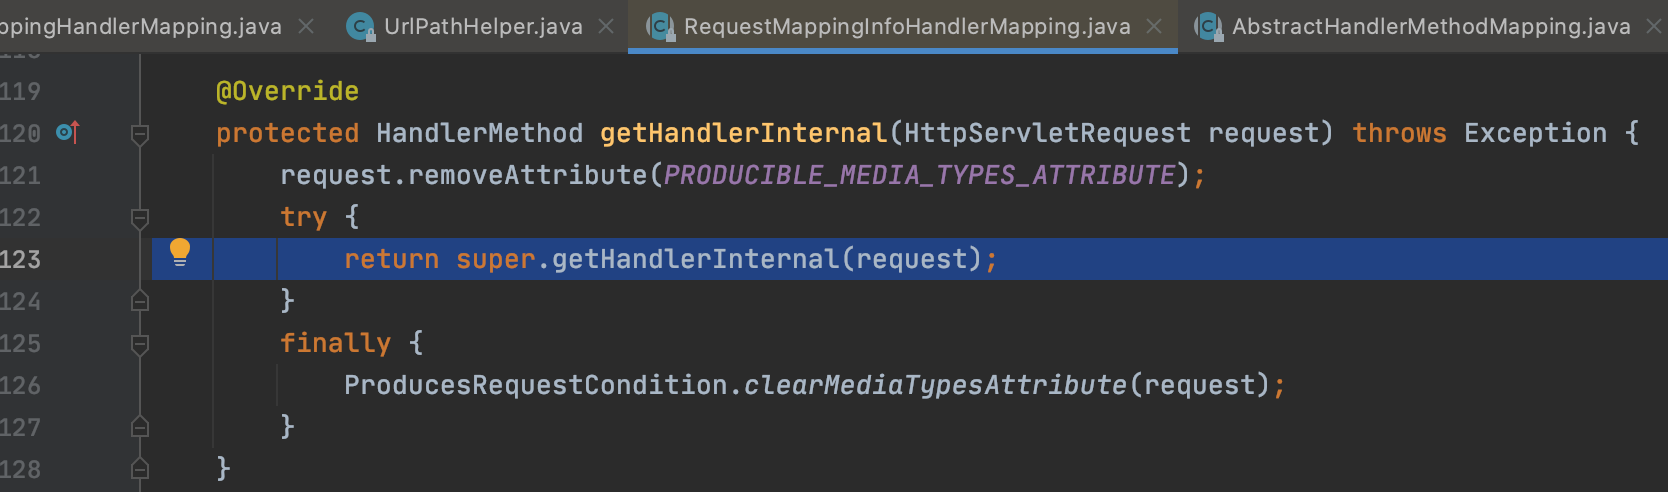 ppingHandlerMapping.java UrlPathHelper.java RequestMappingInfoHandlerMapping.java AbstractHandlerMethodMapping.java
119 @Override
120 protected HandlerMethod getHandlerInternal(HttpServletRequest request) throws Exception {
121 request.removeAttribute(PRODUCIBLE_MEDIA_TYPES_ATTRIBUTE);
122 try {
123 return super.getHandlerInternal(request);
124 }
125 finally {
126 ProducesRequestCondition.clearMediaTypesAttribute(request);
127 }
128 }